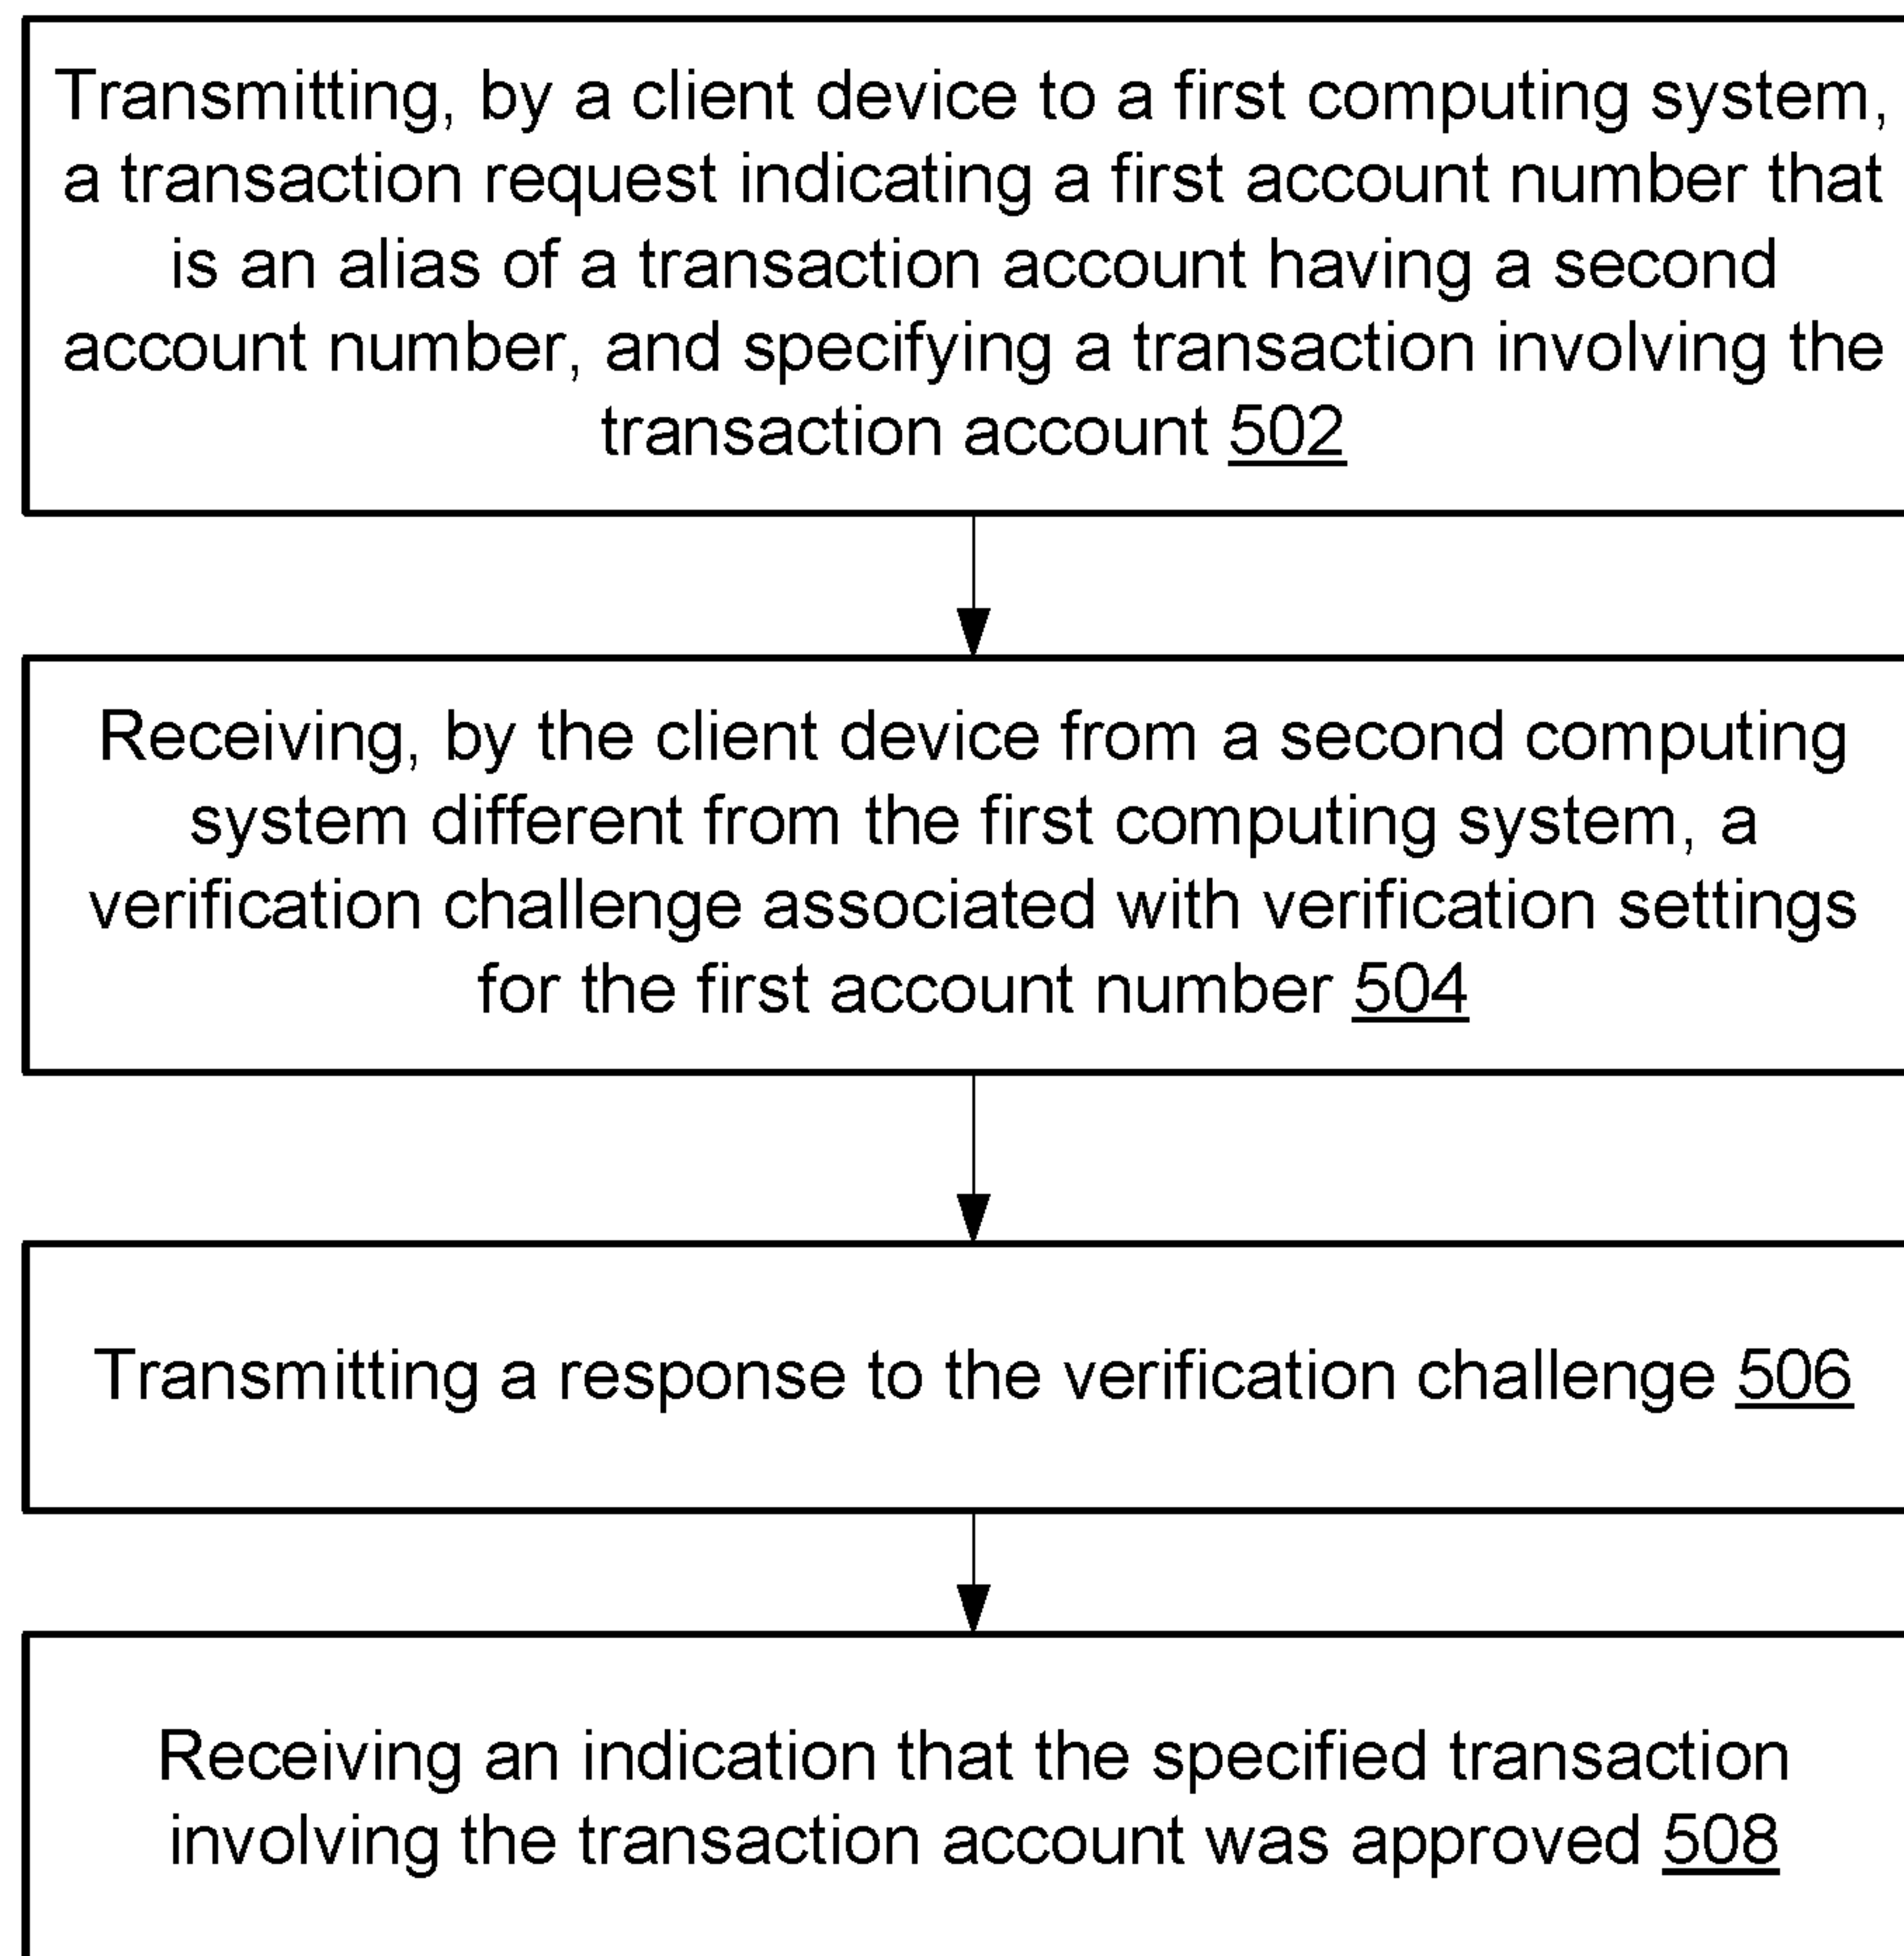 Transmitting, by a client device to a first computing system,
a transaction request indicating a first account number that
is an alias of a transaction account having a second
account number, and specifying a transaction involving the
transaction account 502
Receiving, by the client device from a second computing
system different from the first computing system, a
verification challenge associated with verification settings
for the first account number 504
Transmitting a response to the verification challenge 506
Receiving an indication that the specified transaction
involving the transaction account was approved 508